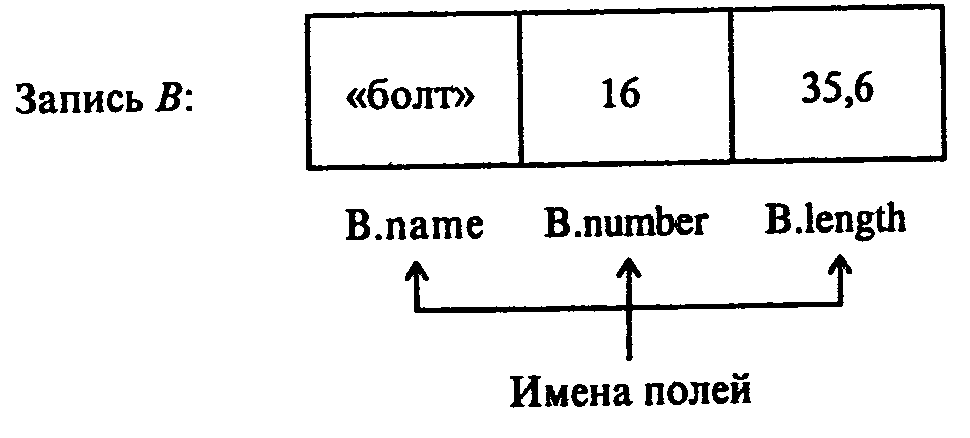 Запись B: «болт» 16 35,6
B.name B.number B.length
Имена полей